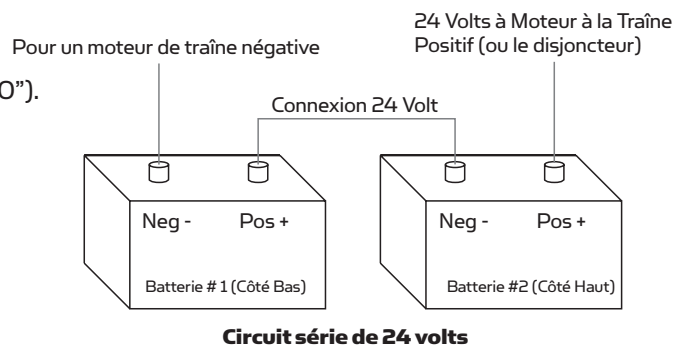 24 Volts à Moteur à la Traîne
Positif (ou le disjoncteur)
Pour un moteur de traîne négative
0”).
Connexion 24 Volt
Neg -
Pos +
Neg -
Pos +
Batterie # 1 (Côté Bas)
Batterie #2 (Côté Haut)
Circuit série de 24 volts